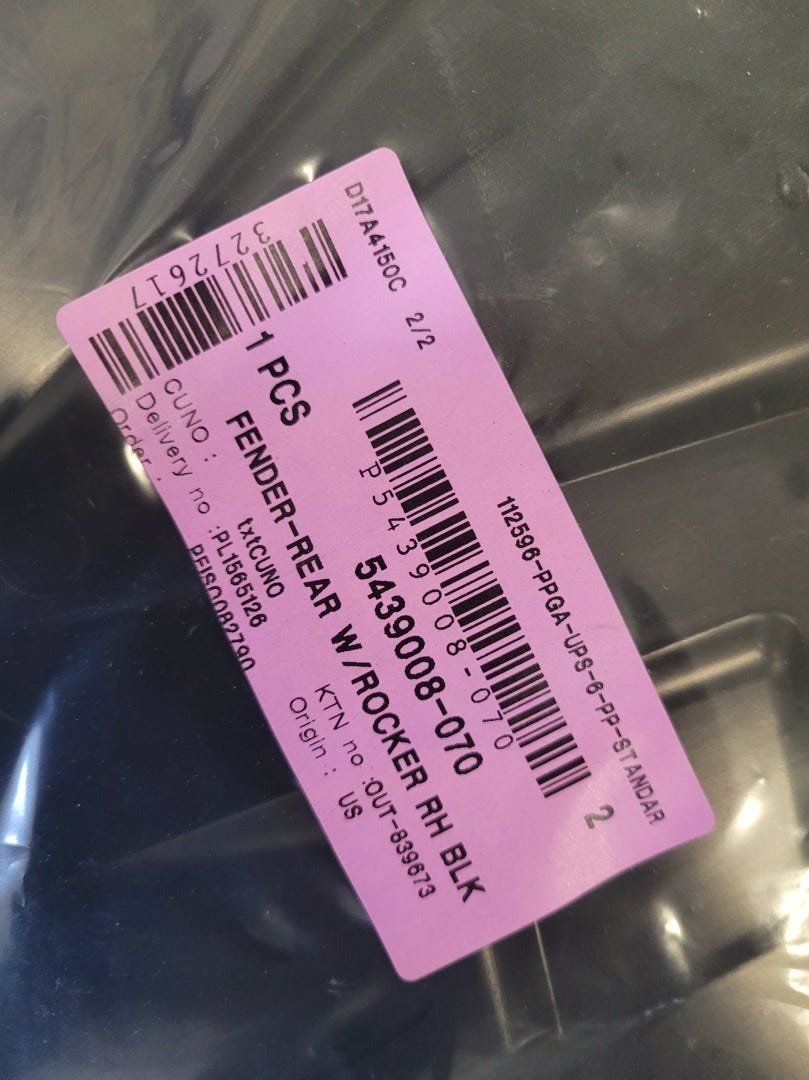 112596-PPGA-UPS-6-PP-STANDAR
D17A4150C 2/2 2
P5439008-070
5439008-070
1 PCS
FENDER-REAR W/ROCKER RH BLK
CUNO : txtCUNO KTN no :OUT-839673
Delivery no :PL1565126 Origin : US
Order :
3272617